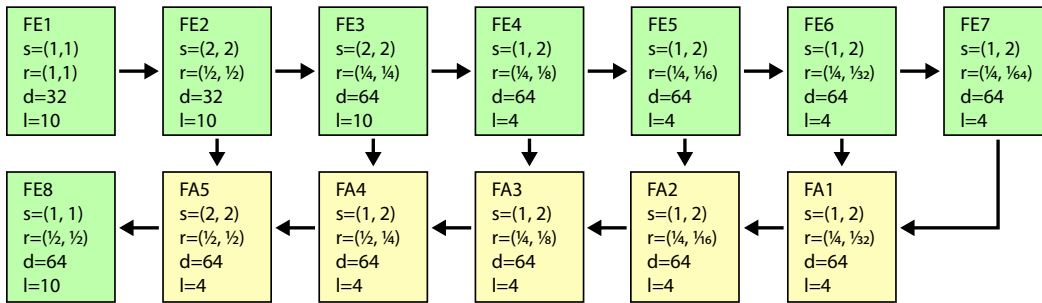 FE1
s=(1,1)
r=(1,1)
d=32
l=10
FE2
s=(2, 2)
r=(½, ½)
d=32
l=10
FE3
s=(2, 2)
r=(¼, ¼)
d=64
l=10
FE4
s=(1, 2)
r=(¼, ⅛)
d=64
l=4
FE5
s=(1, 2)
r=(¼, ¹⁄₁₆)
d=64
l=4
FE6
s=(1, 2)
r=(¼, ¹⁄₃₂)
d=64
l=4
FE7
s=(1, 2)
r=(¼, ¹⁄₆₄)
d=64
l=4
FE8
s=(1, 1)
r=(½, ½)
d=64
l=10
FA5
s=(2, 2)
r=(½, ½)
d=64
l=4
FA4
s=(1, 2)
r=(½, ¼)
d=64
l=4
FA3
s=(1, 2)
r=(¼, ⅛)
d=64
l=4
FA2
s=(1, 2)
r=(¼, ¹⁄₁₆)
d=64
l=4
FA1
s=(1, 2)
r=(¼, ¹⁄₃₂)
d=64
l=4